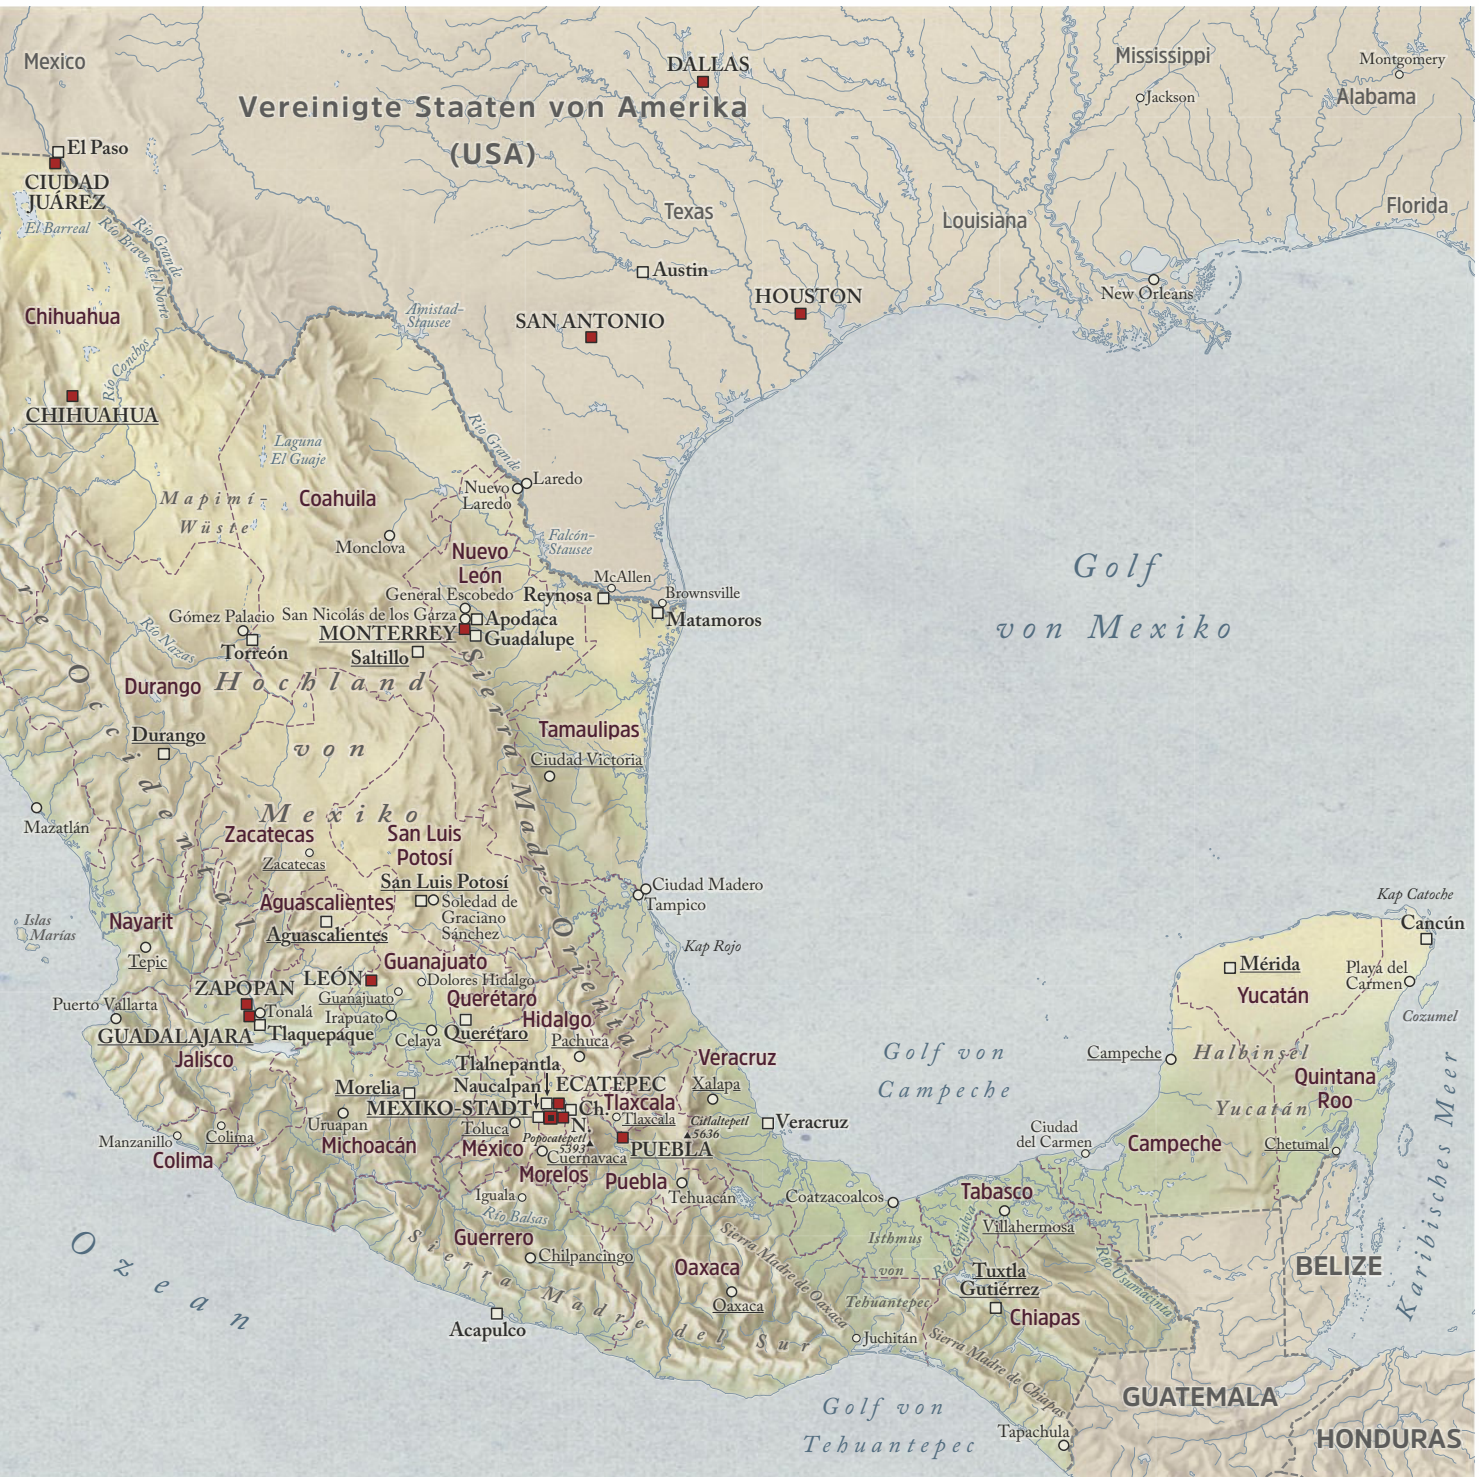 Mexico
DALLAS
Mississippi
Montgomery
Alabama
Jackson
Vereinigte Staaten von Amerika
(USA)
El Paso
CIUDAD
JUÁREZ
El Barreal
Río Grande
Río Bravo del Norte
Texas
Louisiana
Florida
Austin
New Orleans
HOUSTON
SAN ANTONIO
Amistad-
Stausee
Chihuahua
Río Conchos
CHIHUAHUA
Laguna
El Guaje
Río Grande
Mapimí-
Wüste
Coahuila
Nuevo
Laredo
Laredo
Monclova
Falcón-
Stausee
Nuevo
León
Golf
von Mexiko
General Escobedo
McAllen
Reynosa
Brownsville
Matamoros
Gómez Palacio
San Nicolás de los Garza
Apodaca
MONTERREY
Guadalupe
Torreón
Saltillo
Río Nazas
Durango
Hochland
von
Mexiko
Durango
Tamaulipas
Ciudad Victoria
Sierra Madre Oriental
re Occidental
Mazatlán
Zacatecas
Zacatecas
San Luis
Potosí
San Luis Potosí
Soledad de
Graciano
Sánchez
Ciudad Madero
Tampico
Aguascalientes
Aguascalientes
Islas
Marías
Nayarit
Tepic
Kap Rojo
Kap Catoche
Cancún
Mérida
Yucatán
Playa del
Carmen
Cozumel
Guanajuato
LEÓN
Dolores Hidalgo
Guanajuato
ZAPOPAN
Querétaro
Puerto Vallarta
Tonalá
Irapuato
Hidalgo
GUADALAJARA
Tlaquepaque
Celaya
Querétaro
Jalisco
Pachuca
Veracruz
Golf von
Campeche
Campeche
Halbinsel
Yucatán
Quintana
Roo
Tlalnepantla
Naucalpan
ECATEPEC
Xalapa
Morelia
MEXIKO-STADT
Ch.
N
Tlaxcala
Tlaxcala
Citlaltepetl
5636
Veracruz
Uruapan
Toluca
Popocatépetl
5393
PUEBLA
Ciudad
del Carmen
Campeche
Chetumal
Manzanillo
Colima
Colima
Michoacán
México
Cuernavaca
Morelos
Puebla
Tehuacán
Iguala
Río Balsas
Coatzacoalcos
Tabasco
Villahermosa
Guerrero
Chilpancingo
Isthmus
von
Tehuantepec
Río Grijalva
Río Usumacinta
Karibisches Meer
BELIZE
Ozean
Sierra Madre del Sur
Oaxaca
Oaxaca
Sierra Madre de Oaxaca
Tuxtla
Gutiérrez
Chiapas
Acapulco
Juchitán
Sierra Madre de Chiapas
Golf von
Tehuantepec
Tapachula
GUATEMALA
HONDURAS